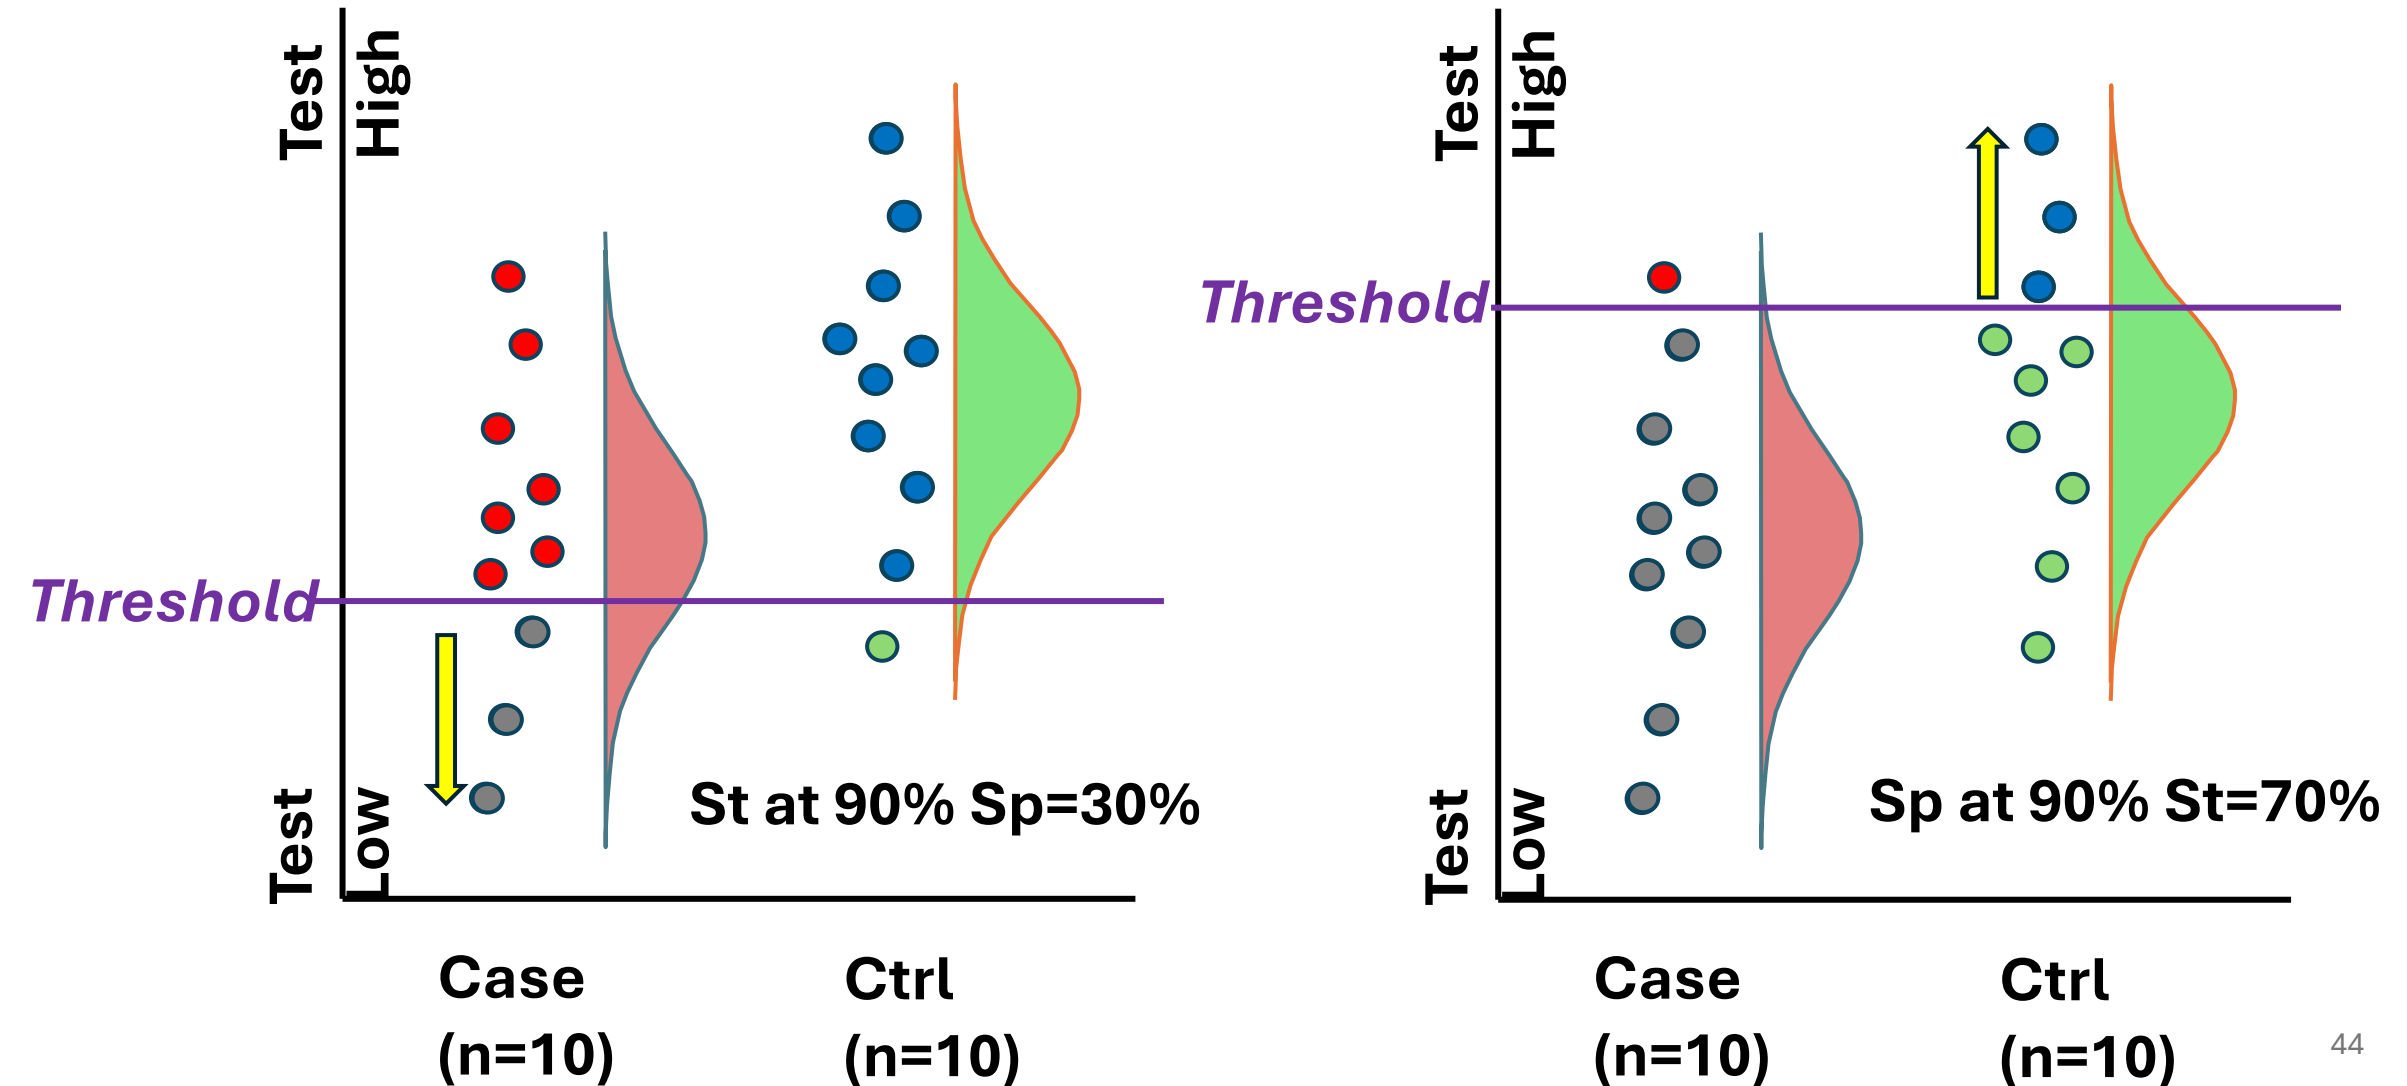 Test
High
Threshold
Test
Low
St at 90% Sp=30%
Case
(n=10)
Ctrl
(n=10)
Test
High
Threshold
Test
Low
Sp at 90% St=70%
Case
(n=10)
Ctrl
(n=10)
44